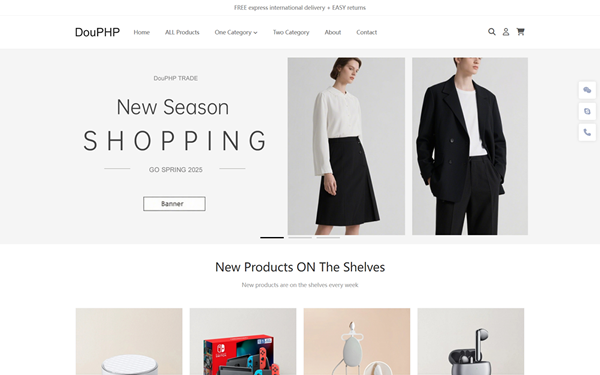 FREE express international delivery + EASY returns
DouPHP Home ALL Products One Category Two Category About Contact
DouPHP TRADE
New Season
SHOPPING
GO SPRING 2025
Banner
New Products ON The Shelves
New products are on the shelves every week